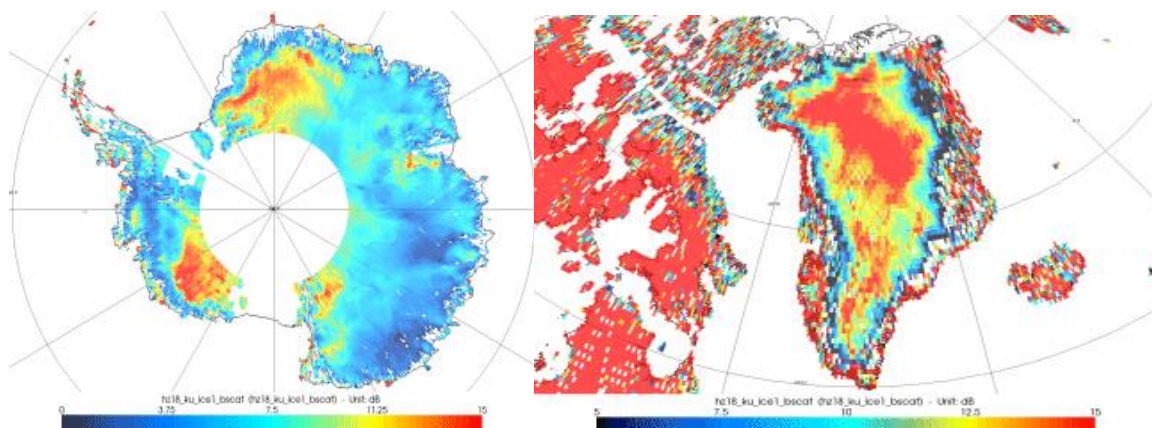 hz18_ku_ice1_bscat (hz18_ku_ice1_bscat) - Unit: dB
0 3.75 7.5 11.25 15
hz18_ku_ice1_bscat (hz18_ku_ice1_bscat) - Unit: dB
5 7.5 10 12.5 15